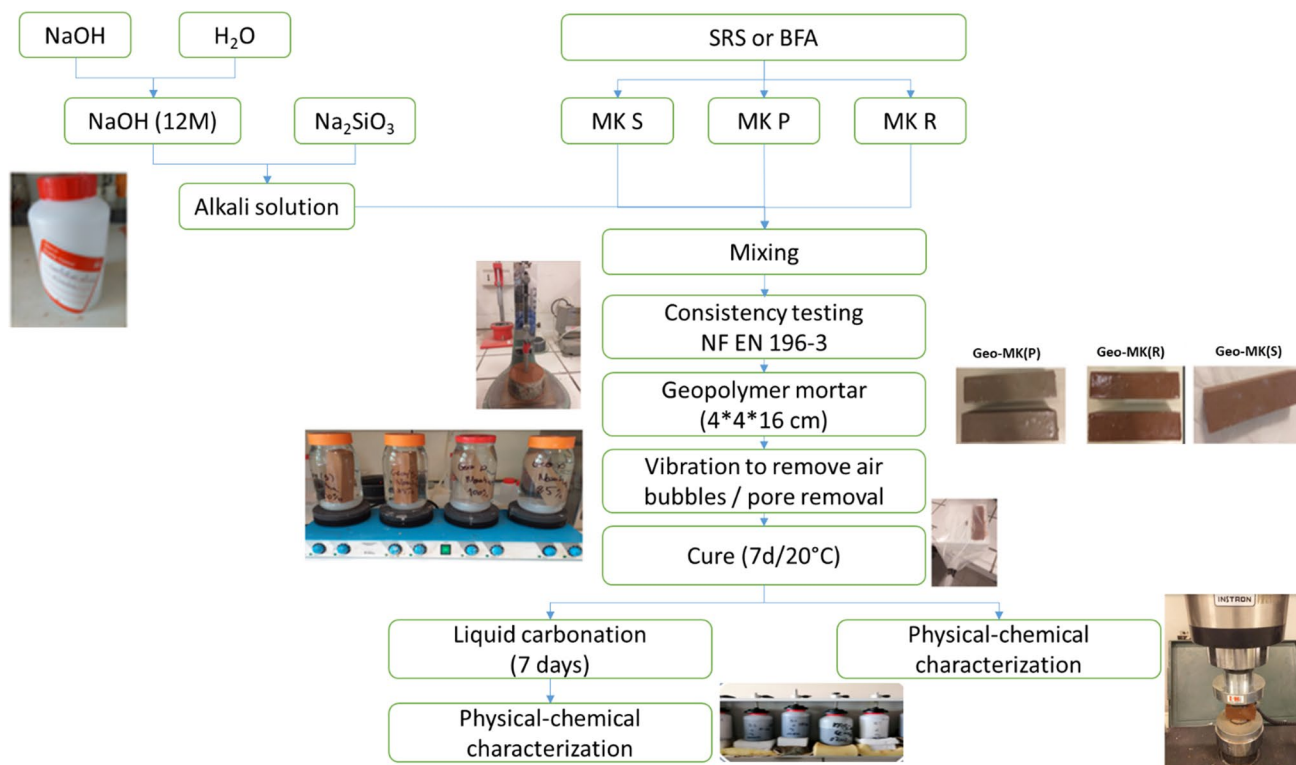 NaOH
H₂O
SRS or BFA
NaOH (12M)
Na₂SiO₃
MK S
MK P
MK R
Alkali solution
Mixing
Consistency testing
NF EN 196-3
Geo-MK(P)
Geo-MK(R)
Geo-MK(S)
Geopolymer mortar
(4*4*16 cm)
Vibration to remove air
bubbles / pore removal
Cure (7d/20°C)
INSTRON
Liquid carbonation
(7 days)
Physical-chemical
characterization
Physical-chemical
characterization